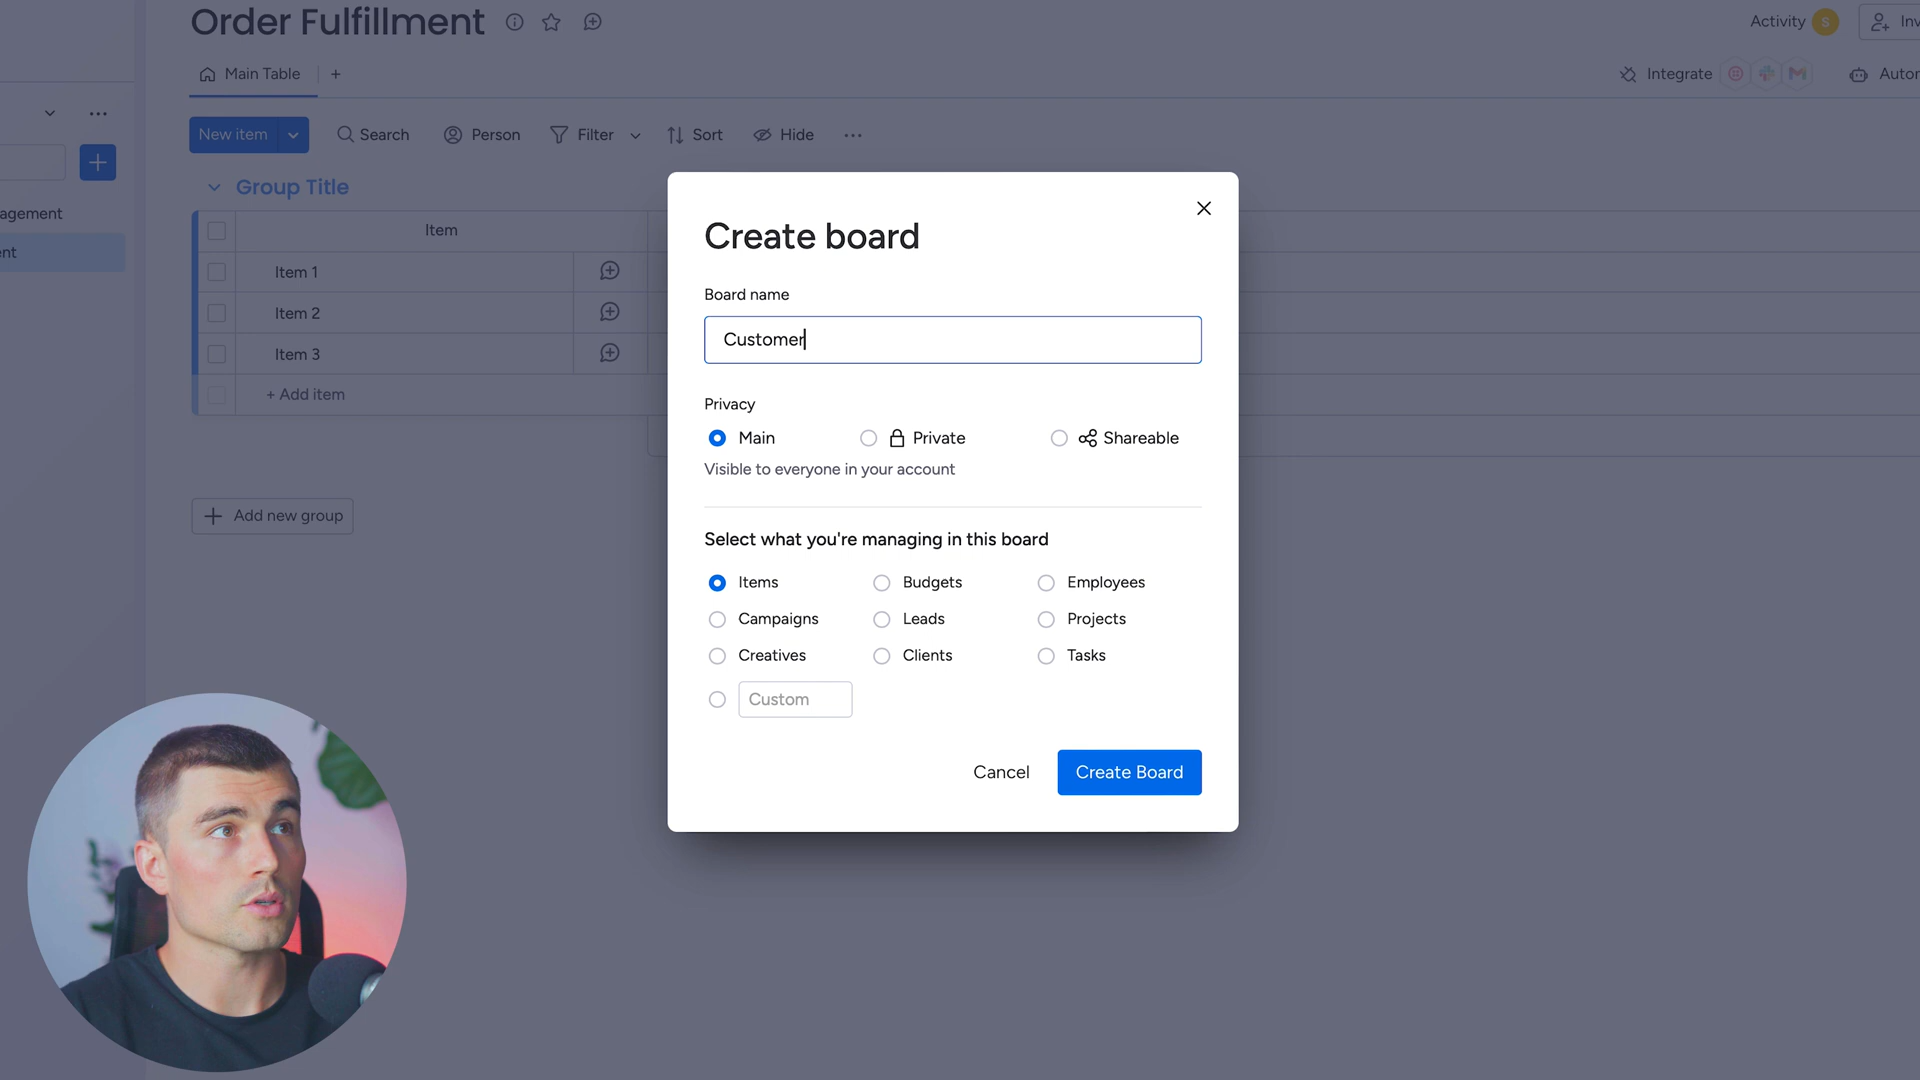 Order Fulfillment
Activity S Inv
Main Table +
Integrate Autor
New item Search Person Filter Sort Hide
agement
ent
Group Title
Item
Item 1
Item 2
Item 3
+ Add item
Add new group
Create board
Board name
Customer
Privacy
Main Private Shareable
Visible to everyone in your account
Select what you're managing in this board
Items Budgets Employees
Campaigns Leads Projects
Creatives Clients Tasks
Custom
Cancel Create Board